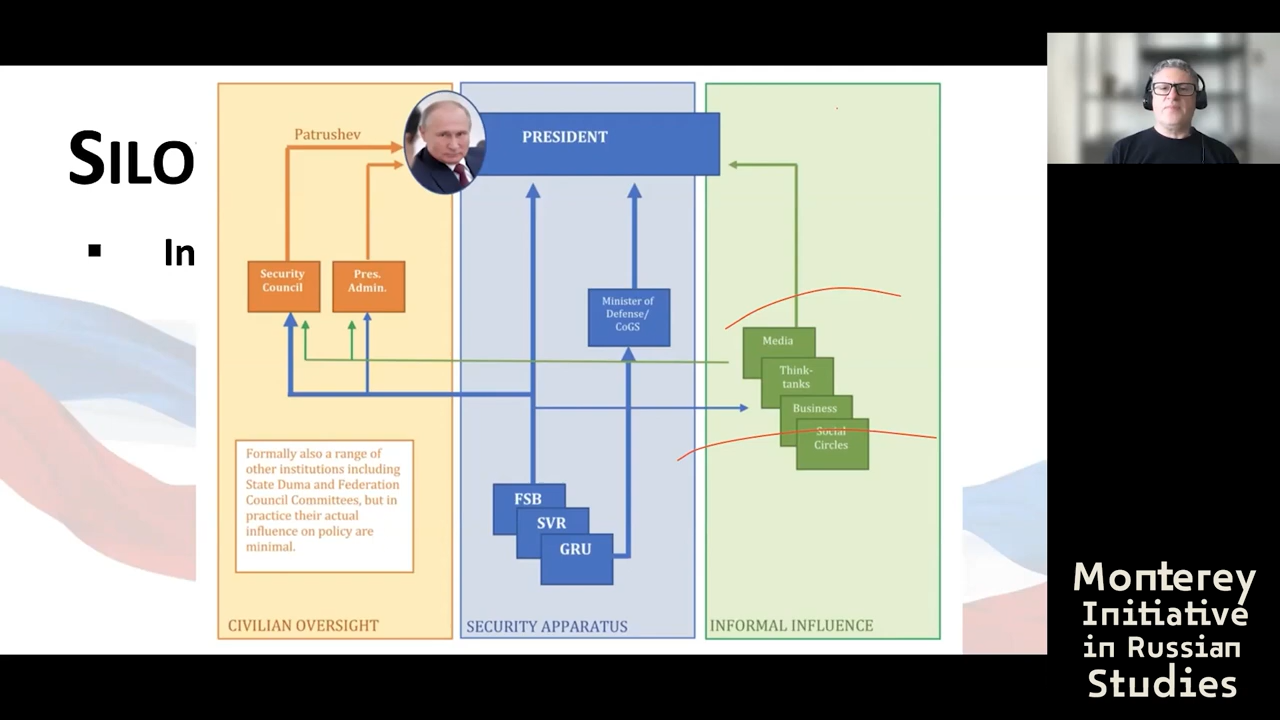 SILO
▪ In
Patrushev
PRESIDENT
Security
Council
Pres.
Admin.
Minister of
Defense/
CoGS
Media
Think-
tanks
Business
Social
Circles
Formally also a range of
other institutions including
State Duma and Federation
Council Committees, but in
practice their actual
influence on policy are
minimal.
FSB
SVR
GRU
CIVILIAN OVERSIGHT
SECURITY APPARATUS
INFORMAL INFLUENCE
Monterey
Initiative
in Russian
Studies